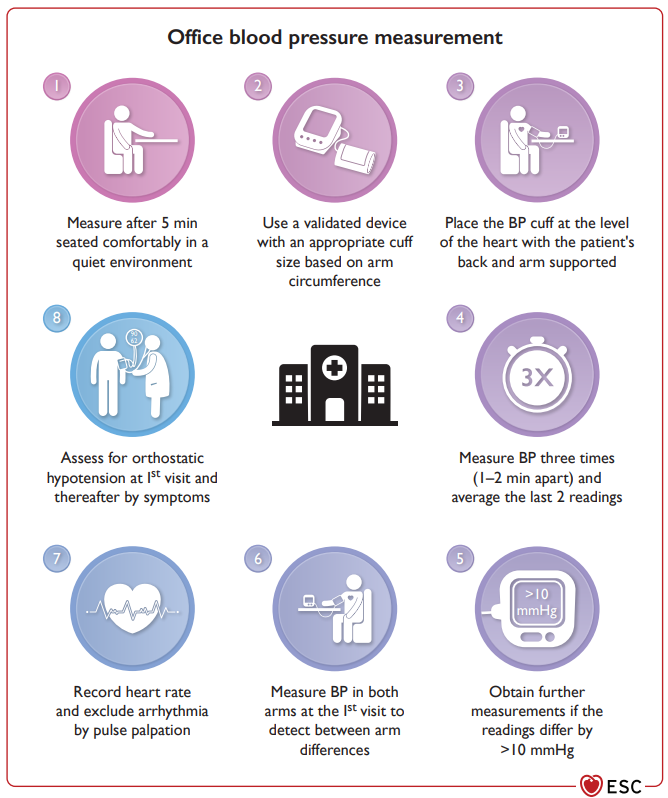 Office blood pressure measurement
1
Measure after 5 min
seated comfortably in a
quiet environment
2
Use a validated device
with an appropriate cuff
size based on arm
circumference
3
Place the BP cuff at the level
of the heart with the patient's
back and arm supported
4
3X
Measure BP three times
(1–2 min apart) and
average the last 2 readings
5
>10
mmHg
Obtain further
measurements if the
readings differ by
>10 mmHg
6
Measure BP in both
arms at the Ist visit to
detect between arm
differences
7
Record heart rate
and exclude arrhythmia
by pulse palpation
8
90
62
Assess for orthostatic
hypotension at Ist visit and
thereafter by symptoms
ESC